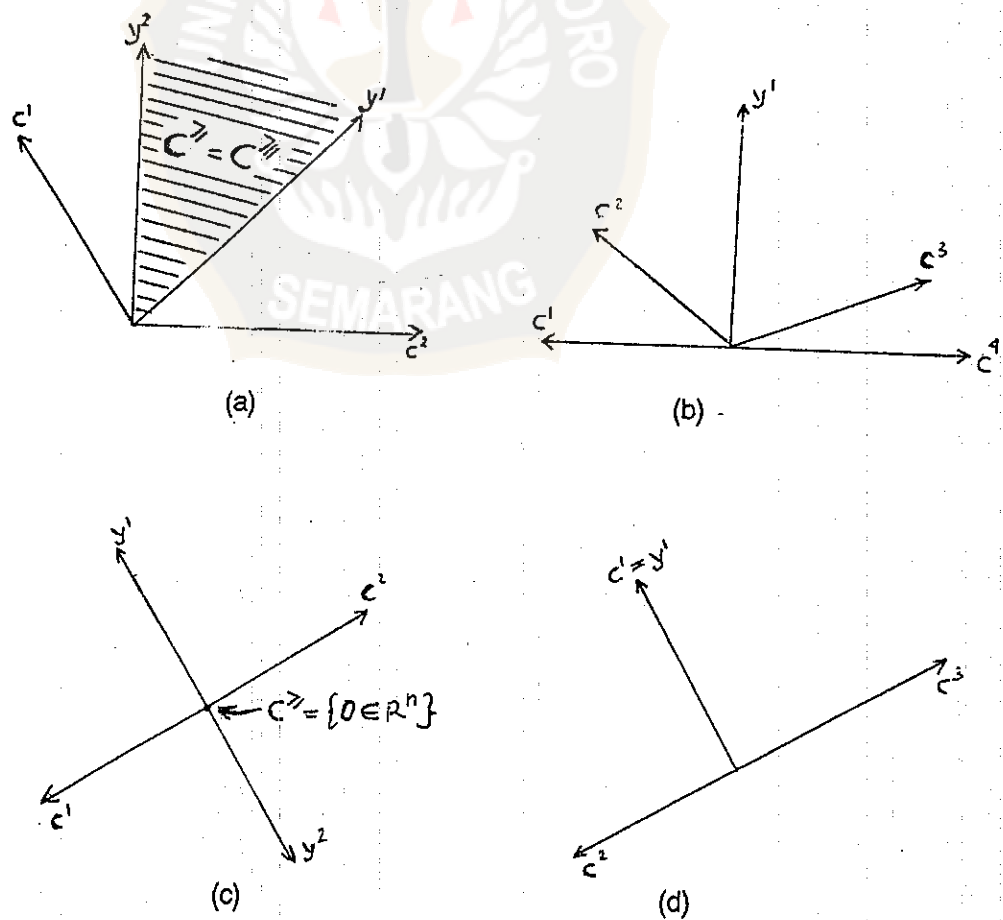 y²
c¹
y¹
C^≥ = C^≧
c²
(a)
y¹
c²
c³
c¹
c⁴
(b)
y¹
c²
C^≥ = {0 ∈ Rⁿ}
c¹
y²
(c)
c¹ = y¹
c³
c²
(d)
SEMARANG
ORO